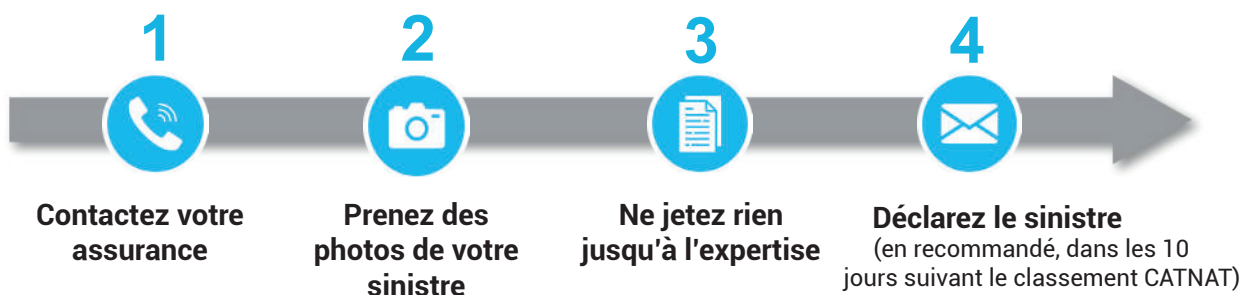 1
2
3
4
Contactez votre
assurance
Prenez des
photos de votre
sinistre
Ne jetez rien
jusqu'à l'expertise
Déclarez le sinistre
(en recommandé, dans les 10
jours suivant le classement CATNAT)